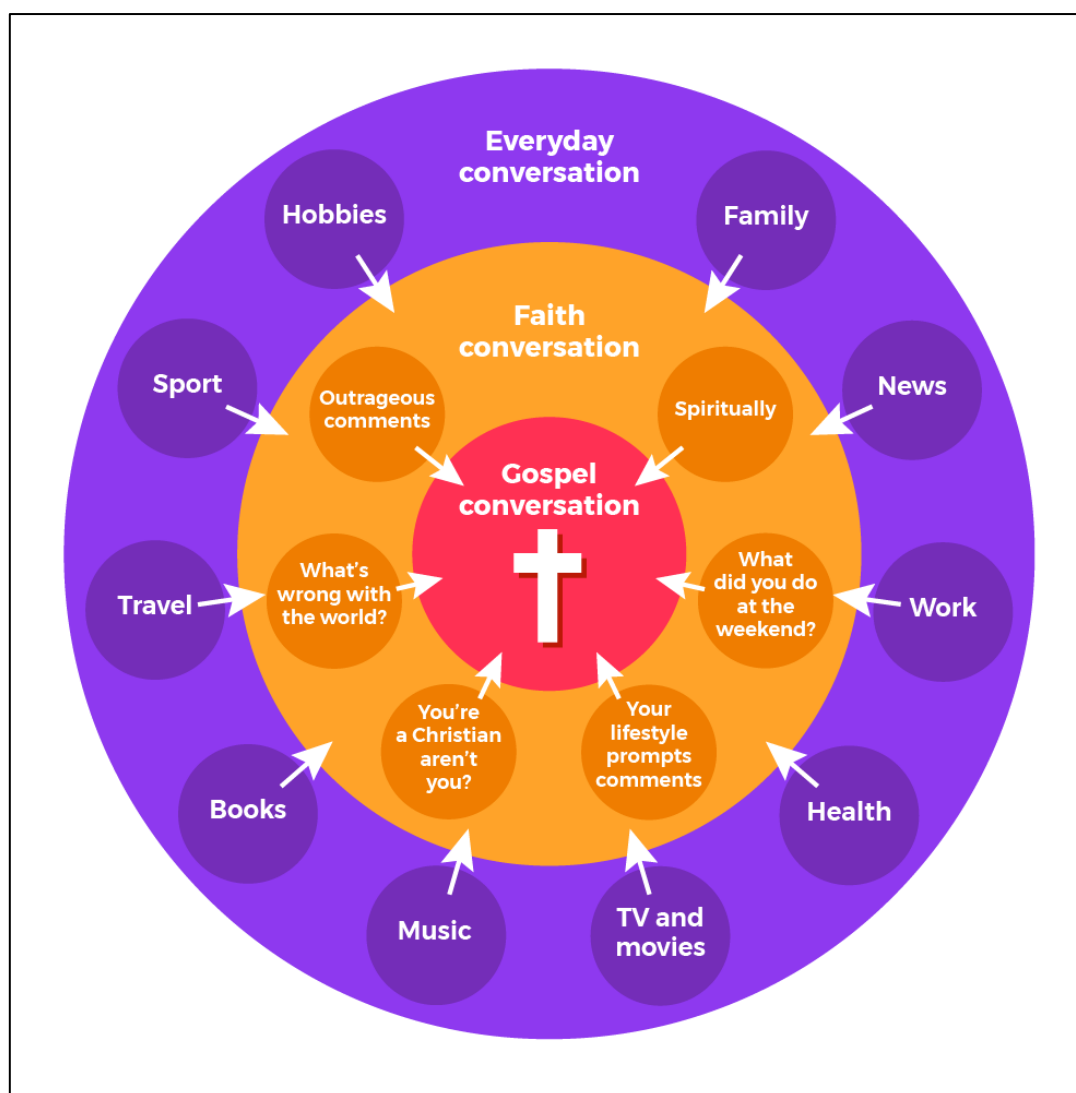 Everyday
conversation
Hobbies
Family
Sport
News
Travel
Work
Books
Health
Music
TV and
movies
Faith
conversation
Outrageous
comments
Spiritually
What's
wrong with
the world?
What
did you do
at the
weekend?
You're
a Christian
aren't
you?
Your
lifestyle
prompts
comments
Gospel
conversation